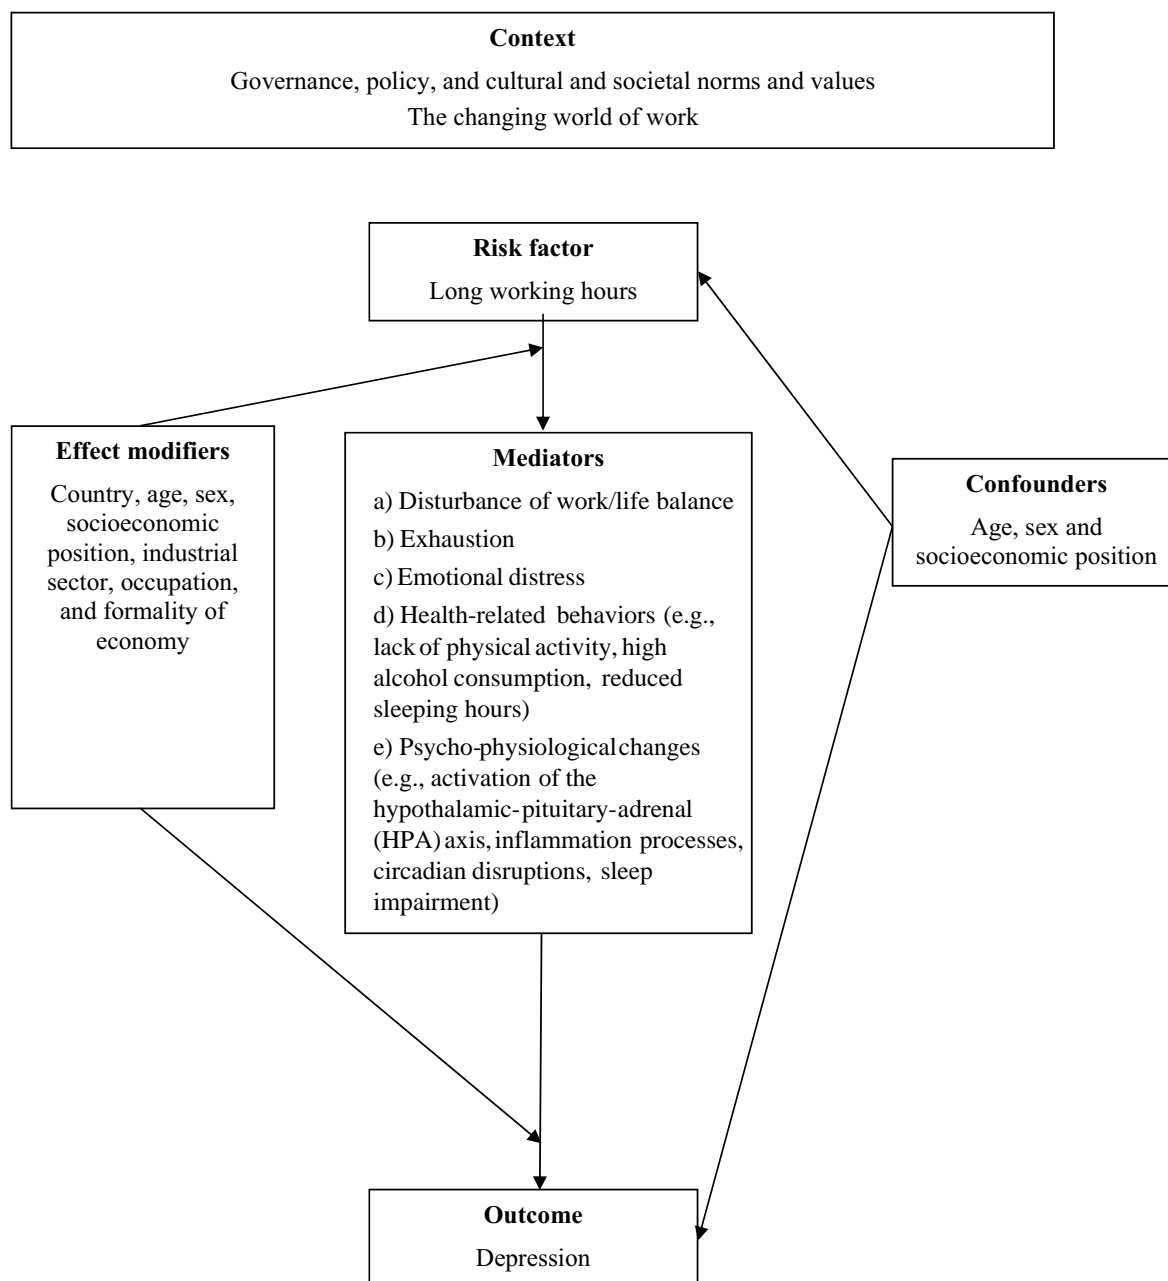 Context
Governance, policy, and cultural and societal norms and values
The changing world of work
Risk factor
Long working hours
Effect modifiers
Country, age, sex,
socioeconomic
position, industrial
sector, occupation,
and formality of
economy
Mediators
a) Disturbance of work/life balance
b) Exhaustion
c) Emotional distress
d) Health-related behaviors (e.g.,
lack of physical activity, high
alcohol consumption, reduced
sleeping hours)
e) Psycho-physiological changes
(e.g., activation of the
hypothalamic-pituitary-adrenal
(HPA) axis, inflammation processes,
circadian disruptions, sleep
impairment)
Confounders
Age, sex and
socioeconomic position
Outcome
Depression